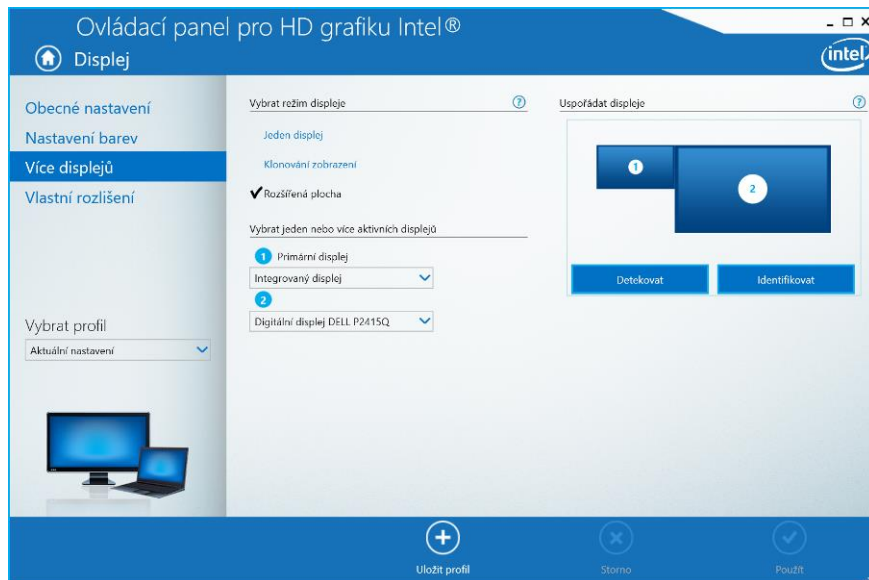 Ovládací panel pro HD grafiku Intel®
Displej
intel
Obecné nastavení
Nastavení barev
Více displejů
Vlastní rozlišení
Vybrat profil
Aktuální nastavení
Vybrat režim displeje
?
Jeden displej
Klonování zobrazení
Rozšířená plocha
Vybrat jeden nebo více aktivních displejů
1 Primární displej
Integrovaný displej
2
Digitální displej DELL P2415Q
Uspořádat displeje
?
1
2
Detekovat
Identifikovat
Uložit profil
Storno
Použít